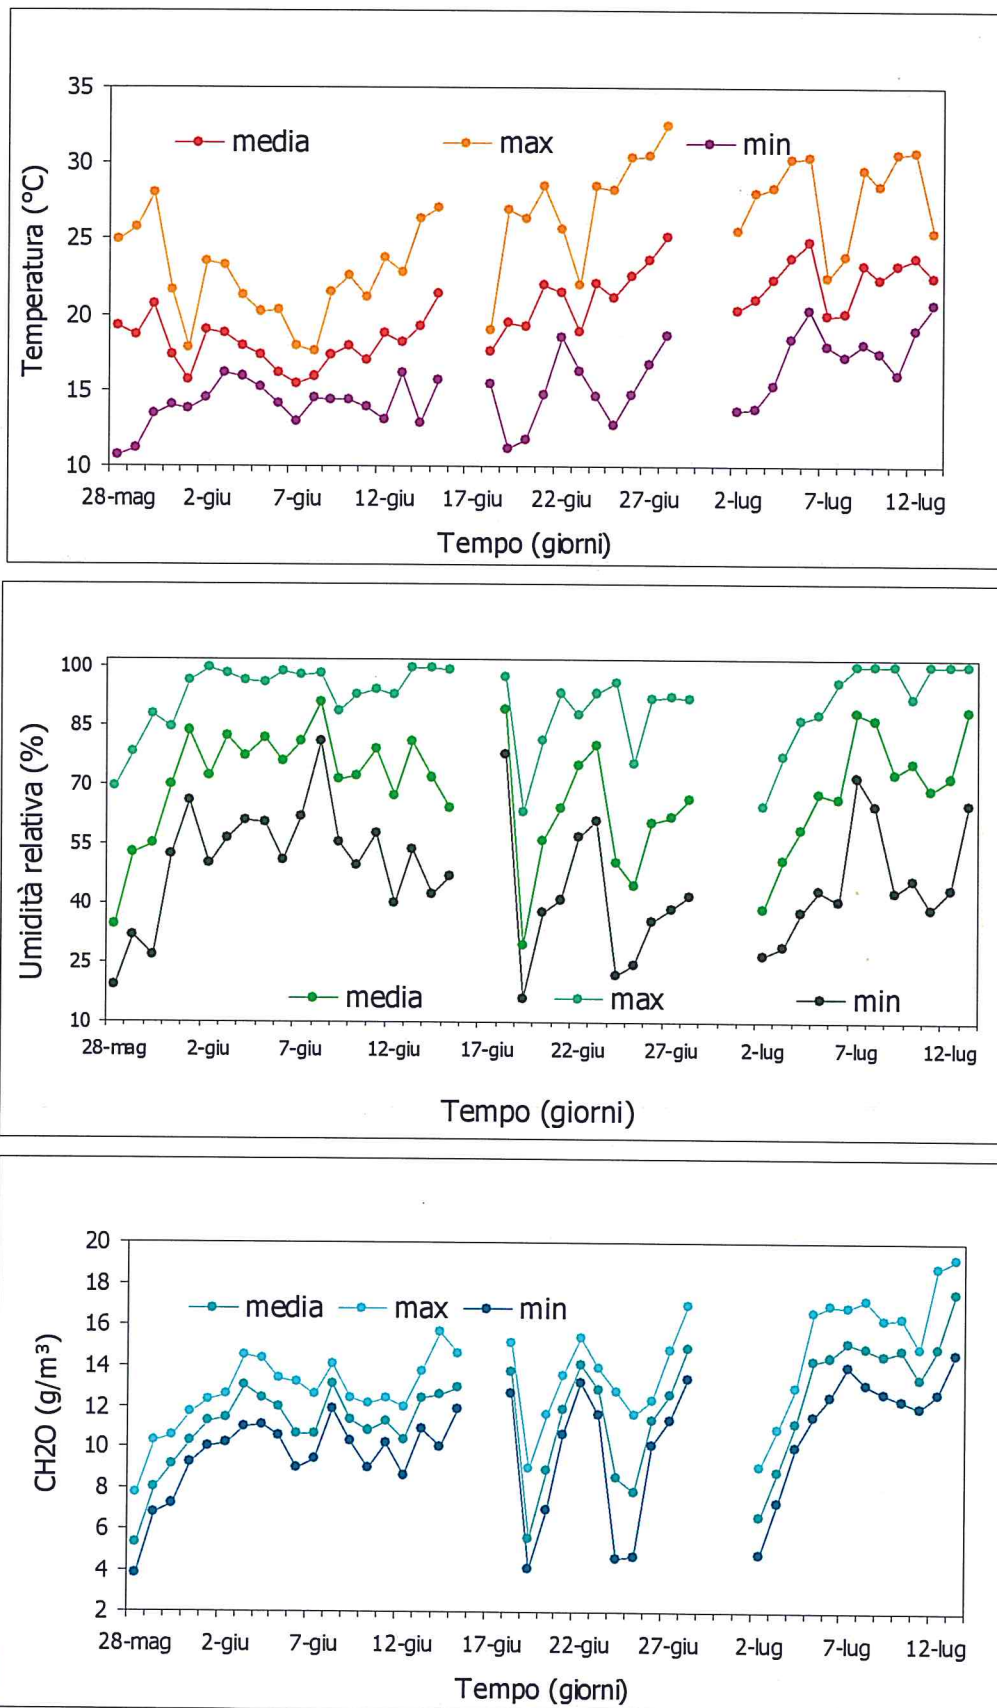 35
media max min
30
25
20
15
10
Temperatura (°C)
28-mag 2-giu 7-giu 12-giu 17-giu 22-giu 27-giu 2-lug 7-lug 12-lug
Tempo (giorni)
100
85
70
55
40
25
media max min
10
Umidità relativa (%)
28-mag 2-giu 7-giu 12-giu 17-giu 22-giu 27-giu 2-lug 7-lug 12-lug
Tempo (giorni)
20
18
media max min
16
14
12
10
8
6
4
2
CH2O (g/m³)
28-mag 2-giu 7-giu 12-giu 17-giu 22-giu 27-giu 2-lug 7-lug 12-lug
Tempo (giorni)